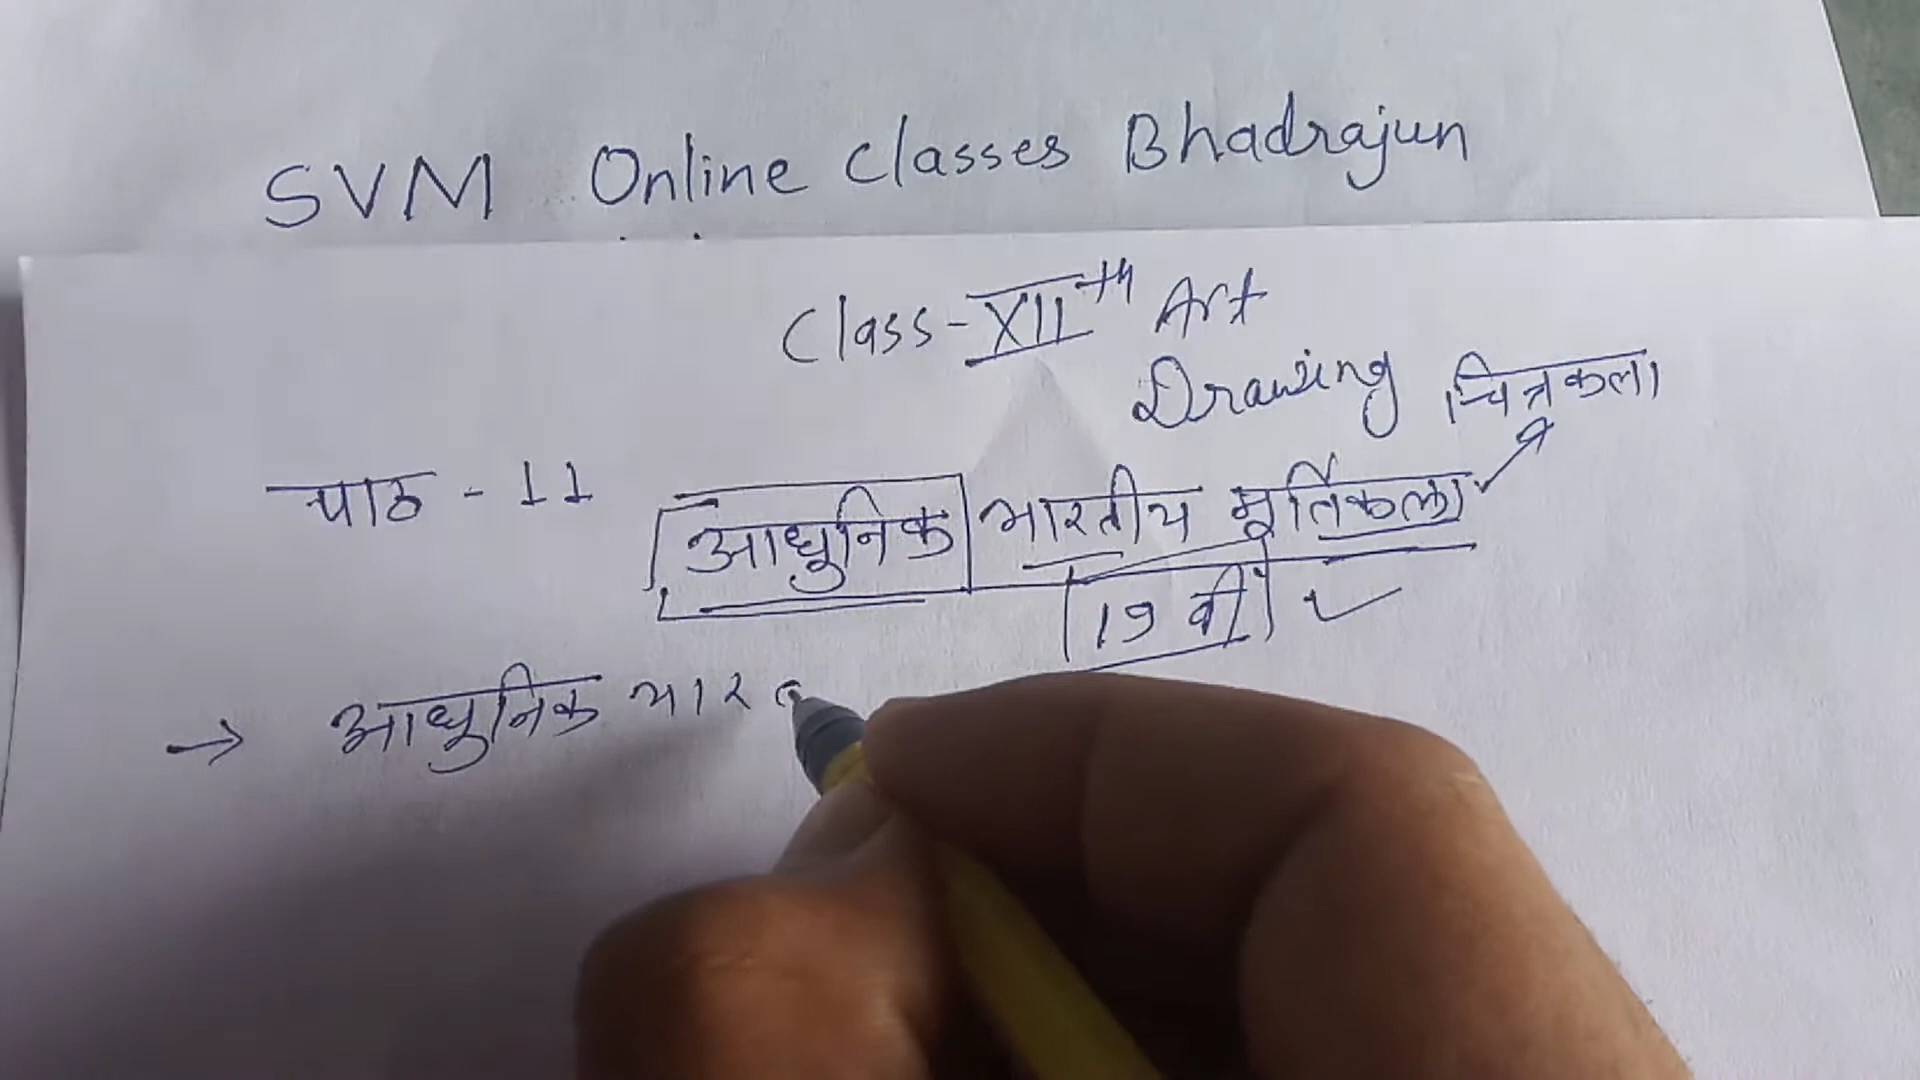 SVM Online Classes Bhadrajun
Class-XIIth Art
Drawing चित्रकला
पाठ - 11 आधुनिक भारतीय मूर्तिकला
19 वीं
→ आधुनिक भार